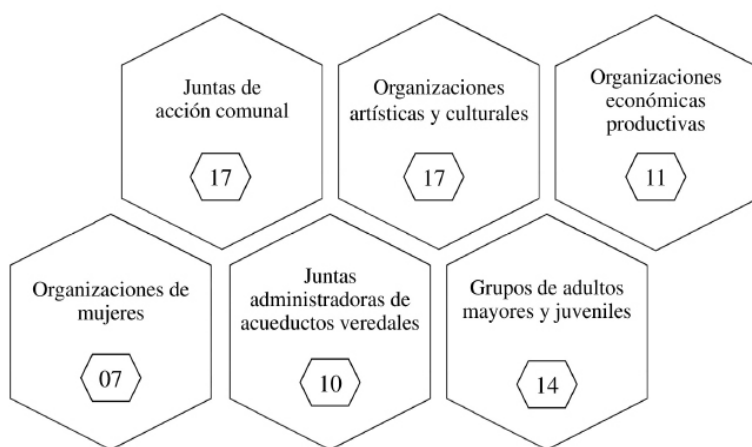 Juntas de
acción comunal
17
Organizaciones
artísticas y culturales
17
Organizaciones
económicas
productivas
11
Organizaciones de
mujeres
07
Juntas
administradoras de
acueductos veredales
10
Grupos de adultos
mayores y juveniles
14